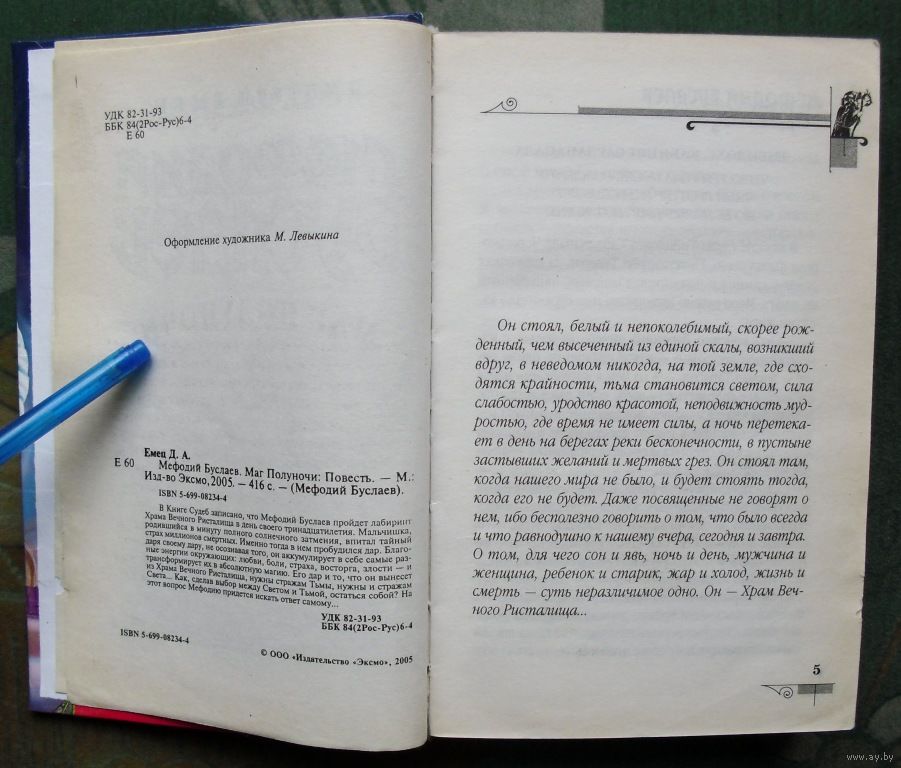 УДК 82-31-93
ББК 84(2Рос-Рус)6-4
Е 60
Оформление художника М. Левыкина
Емец Д. А.
Е 60
Мефодий Буслаев. Маг Полуночи: Повесть. — М.:
Изд-во Эксмо, 2005. — 416 с. — (Мефодий Буслаев).
ISBN 5-699-08234-4
В Книге Судеб записано, что Мефодий Буслаев пройдет лабиринт
Храма Вечного Ристалища в день своего тринадцатилетия. Мальчишка,
родившийся в минуту полного солнечного затмения, впитал тайный
страх миллионов смертных. Именно тогда в нем пробудился дар. Благо-
даря своему дару, не осознавая того, он аккумулирует в себе самые раз-
ные энергии окружающих: любви, боли, страха, восторга, злости — и
трансформирует их в абсолютную магию. Его дар и то, что он вынесет
из Храма Вечного Ристалища, нужны стражам Тьмы, нужны и стражам
Света... Как, сделав выбор между Светом и Тьмой, остаться собой? На
этот вопрос Мефодию придется искать ответ самому...
УДК 82-31-93
ББК 84(2Рос-Рус)6-4
ISBN 5-699-08234-4
© ООО «Издательство «Эксмо», 2005
Он стоял, белый и непоколебимый, скорее рож-
денный, чем высеченный из единой скалы, возникший
вдруг, в неведомом никогда, на той земле, где схо-
дятся крайности, тьма становится светом, сила
слабостью, уродство красотой, неподвижность муд-
ростью, где время не имеет силы, а ночь перетека-
ет в день на берегах реки бесконечности, в пустыне
застывших желаний и мертвых грез. Он стоял там,
когда нашего мира не было, и будет стоять тогда,
когда его не будет. Даже посвященные не говорят о
нем, ибо бесполезно говорить о том, что было всегда
и что равнодушно к нашему вчера, сегодня и завтра.
О том, для чего сон и явь, ночь и день, мужчина и
женщина, ребенок и старик, жар и холод, жизнь и
смерть — суть неразличимое одно. Он — Храм Веч-
ного Ристалища...
5
www.ay.by